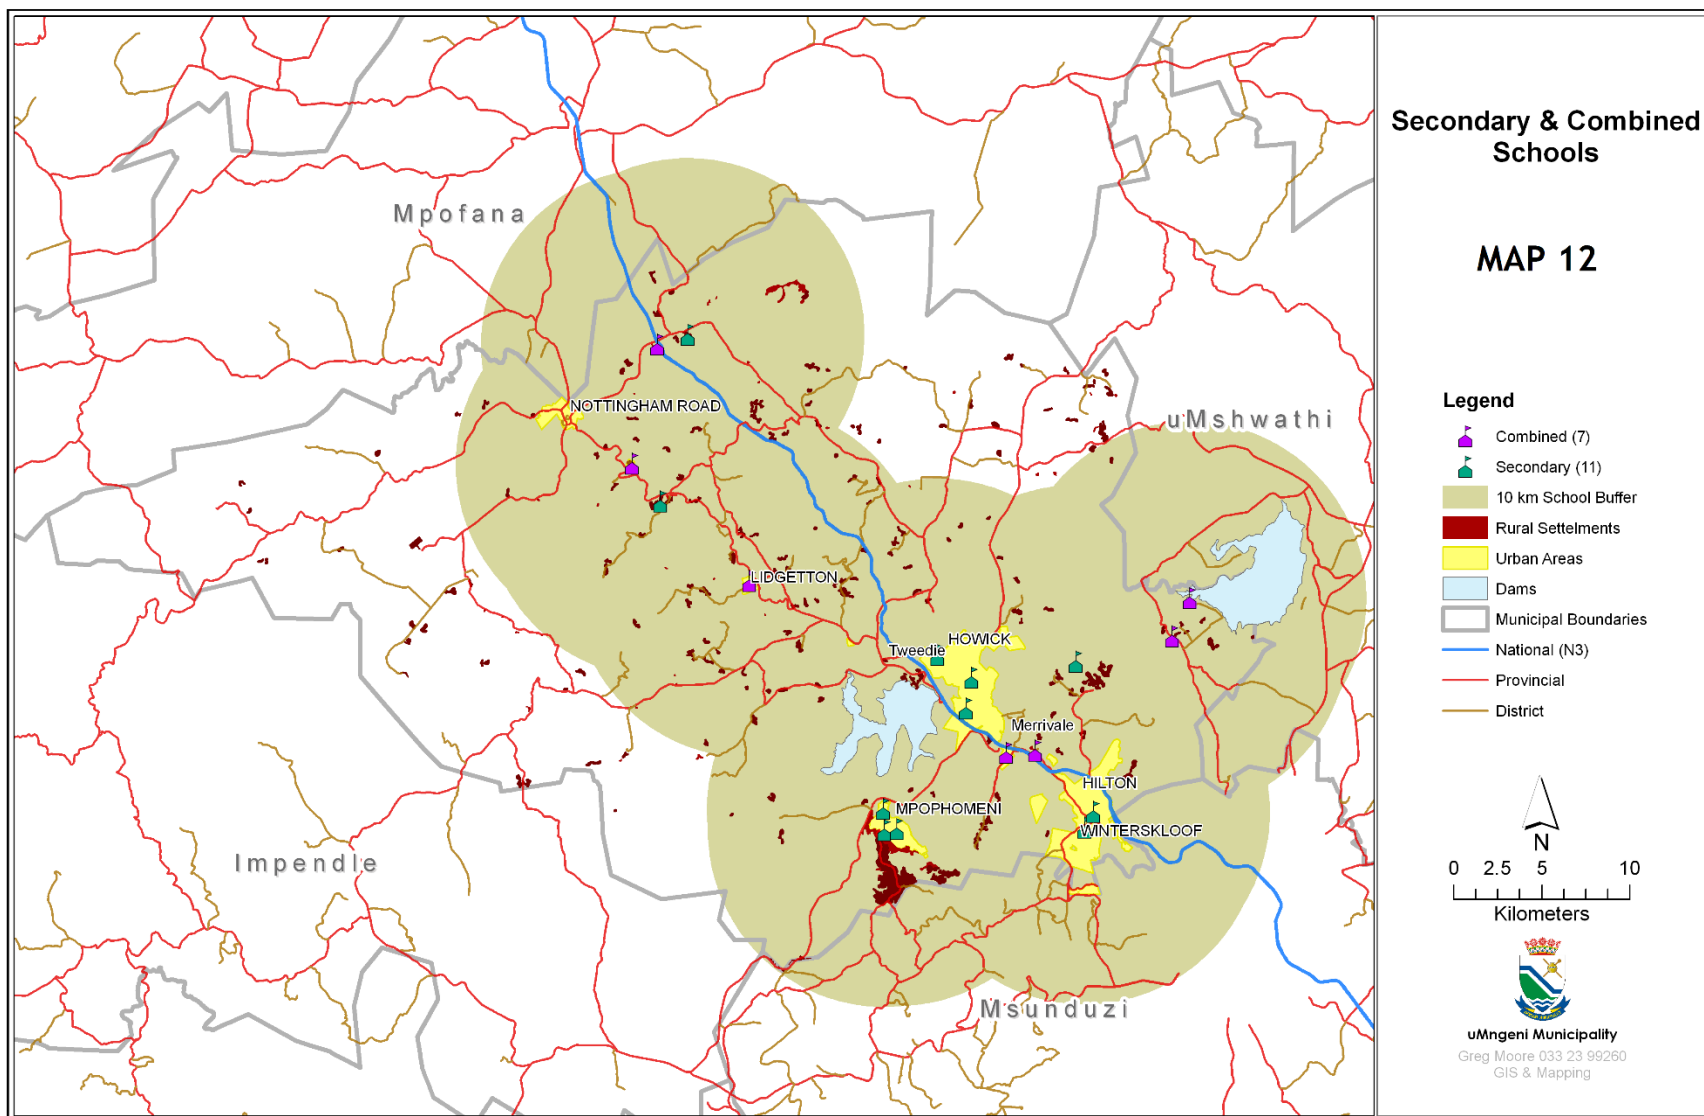 Mpofana
NOTTINGHAM ROAD
uMshwathi
LIDGETTON
HOWICK
Tweedie
Merrivale
HILTON
MPOPHOMENI
WINTERSKLOOF
Impendle
Msunduzi
Secondary & Combined
Schools
MAP 12
Legend
Combined (7)
Secondary (11)
10 km School Buffer
Rural Settelments
Urban Areas
Dams
Municipal Boundaries
National (N3)
Provincial
District
N
0 2.5 5 10
Kilometers
uMngeni Municipality
Greg Moore 033 23 99260
GIS & Mapping